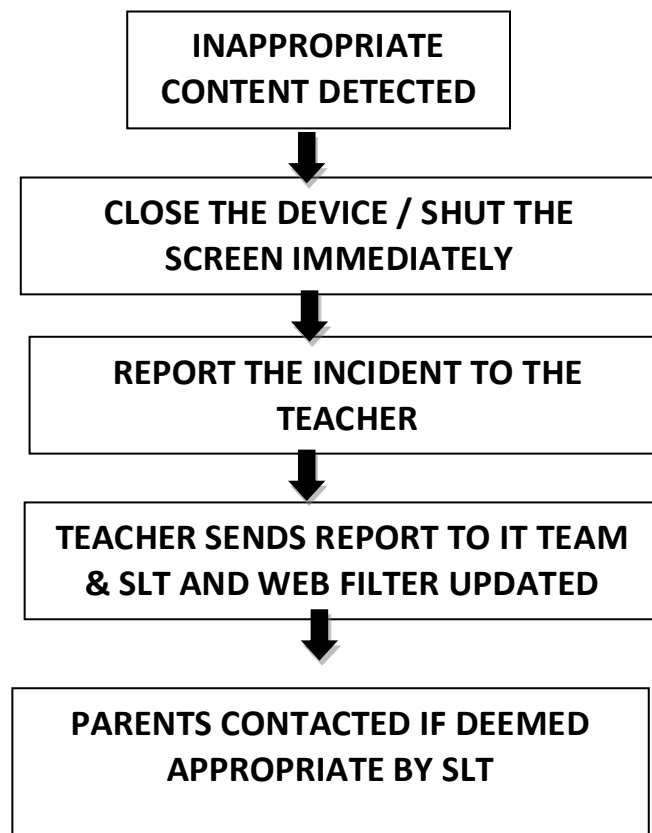 INAPPROPRIATE
CONTENT DETECTED
CLOSE THE DEVICE / SHUT THE
SCREEN IMMEDIATELY
REPORT THE INCIDENT TO THE
TEACHER
TEACHER SENDS REPORT TO IT TEAM
& SLT AND WEB FILTER UPDATED
PARENTS CONTACTED IF DEEMED
APPROPRIATE BY SLT